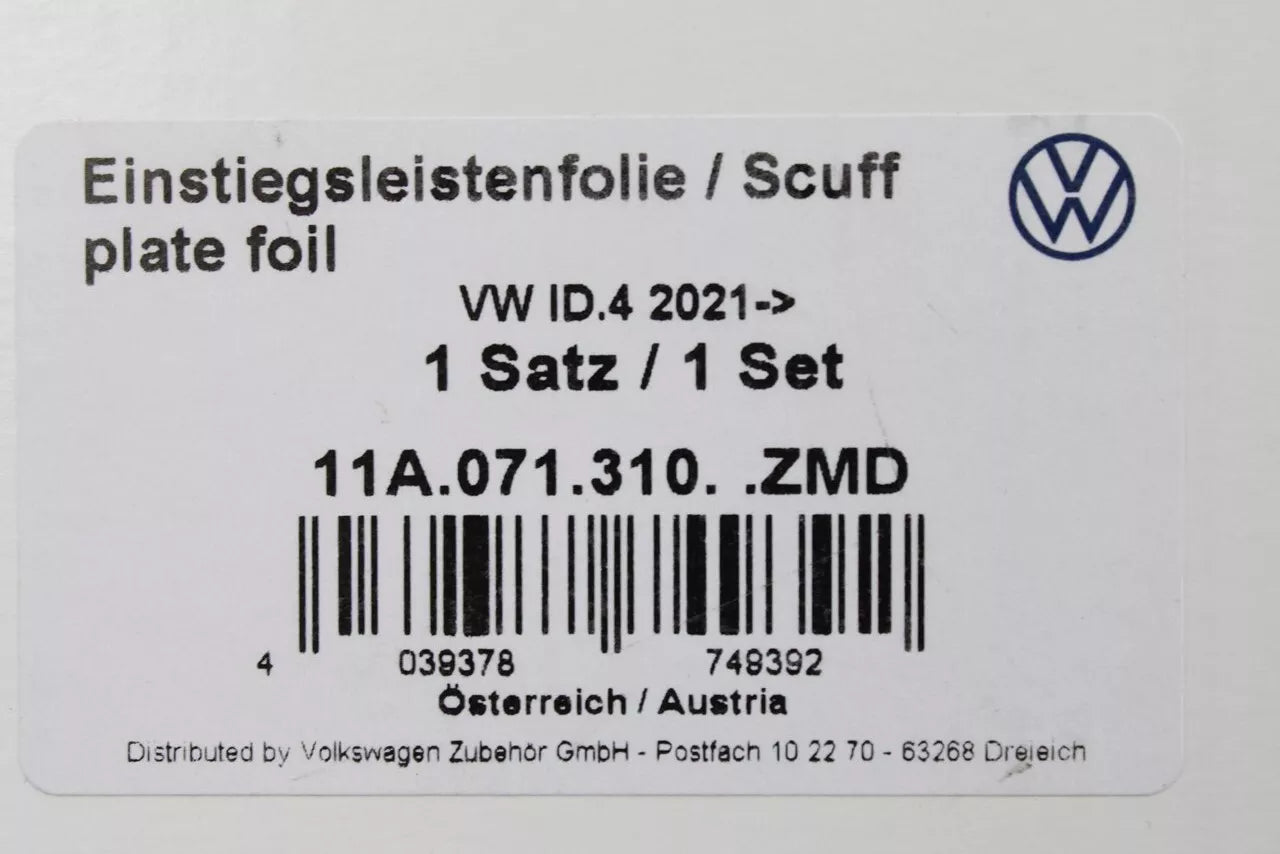 Einstiegsleistenfolie / Scuff
plate foil
VW ID.4 2021->
1 Satz / 1 Set
11A.071.310. .ZMD
4 039378 748392
Österreich / Austria
Distributed by Volkswagen Zubehör GmbH - Postfach 10 22 70 - 63268 Dreieich